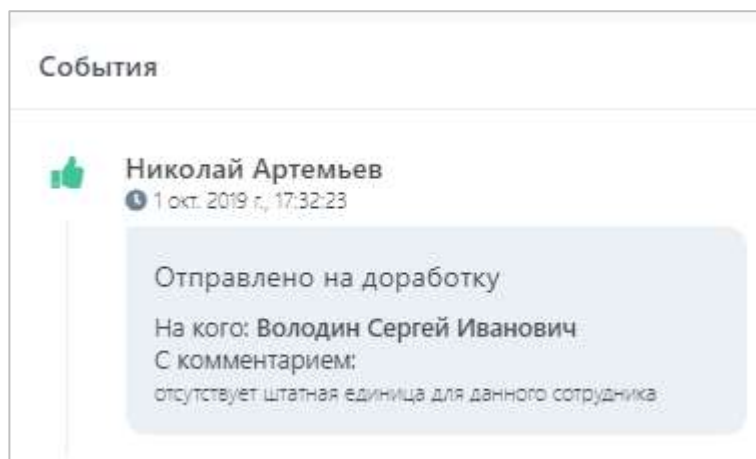 События
Николай Артемьев
1 окт. 2019 г., 17:32:23
Отправлено на доработку
На кого: Володин Сергей Иванович
С комментарием:
отсутствует штатная единица для данного сотрудника